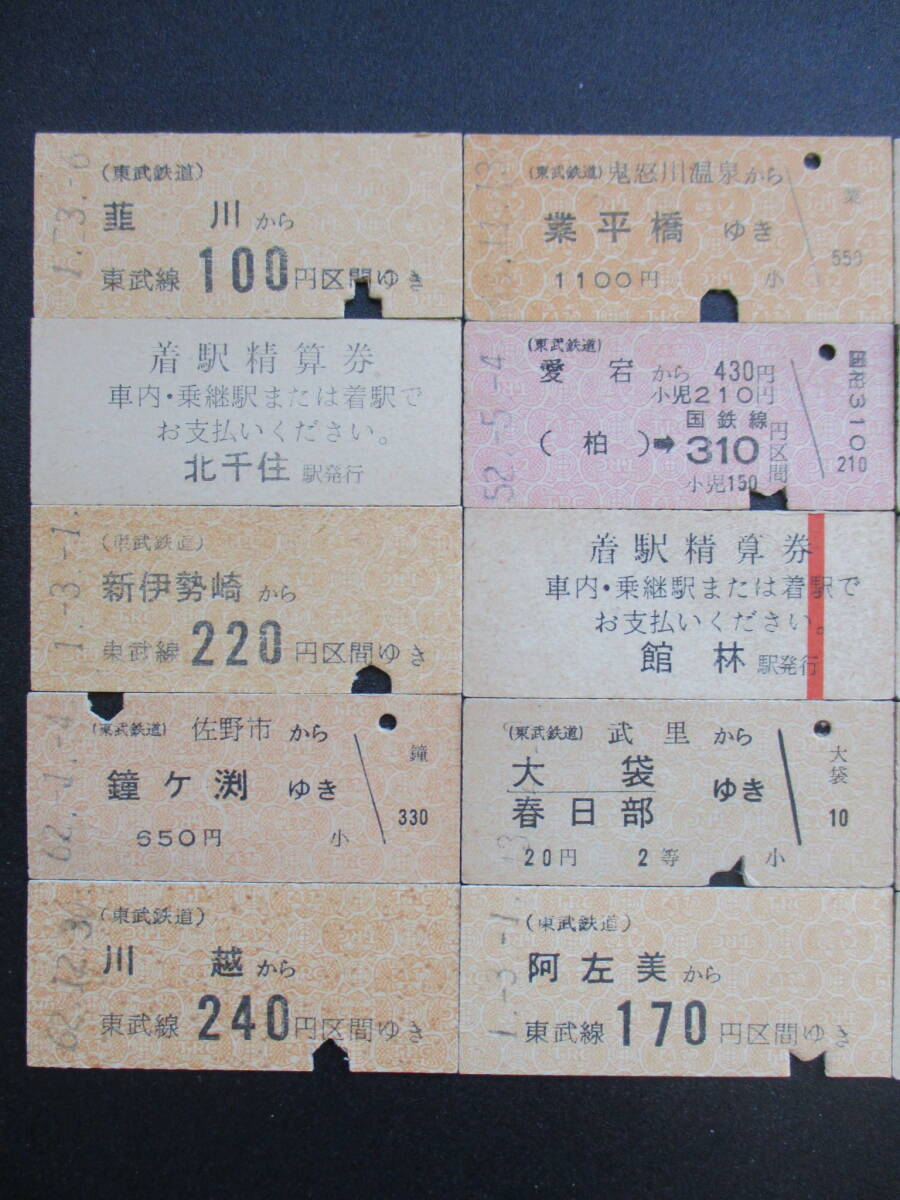 1.-3.-6
(東武鉄道)
韮 川 から
東武線 100円区間ゆき
着駅精算券
車内・乗継駅または着駅で
お支払いください。
北千住 駅発行
1.-3.-1.
(東武鉄道)
新伊勢崎 から
東武線 220 円区間ゆき
62.-1.-4
(東武鉄道) 佐野市 から
鐘ケ渕 ゆき
650円 小
鐘
330
62.12.3
(東武鉄道)
川 越 から
東武線 240 円区間ゆき
(東武鉄道) 鬼怒川温泉から
業平橋 ゆき
1100円 小
業
550
52.-5.-4
(東武鉄道)
愛 宕 から 430円
小児210円
国鉄線
(柏)➡310円区間
小児150
国柏310
210
着駅精算券
車内・乗継駅または着駅で
お支払いください。
館 林 駅発行
(東武鉄道) 武 里 から
大 袋
春日部 ゆき
20円 2等 小
大袋
10
1.-3.-1.
(東武鉄道)
阿左美 から
東武線 170 円区間ゆき